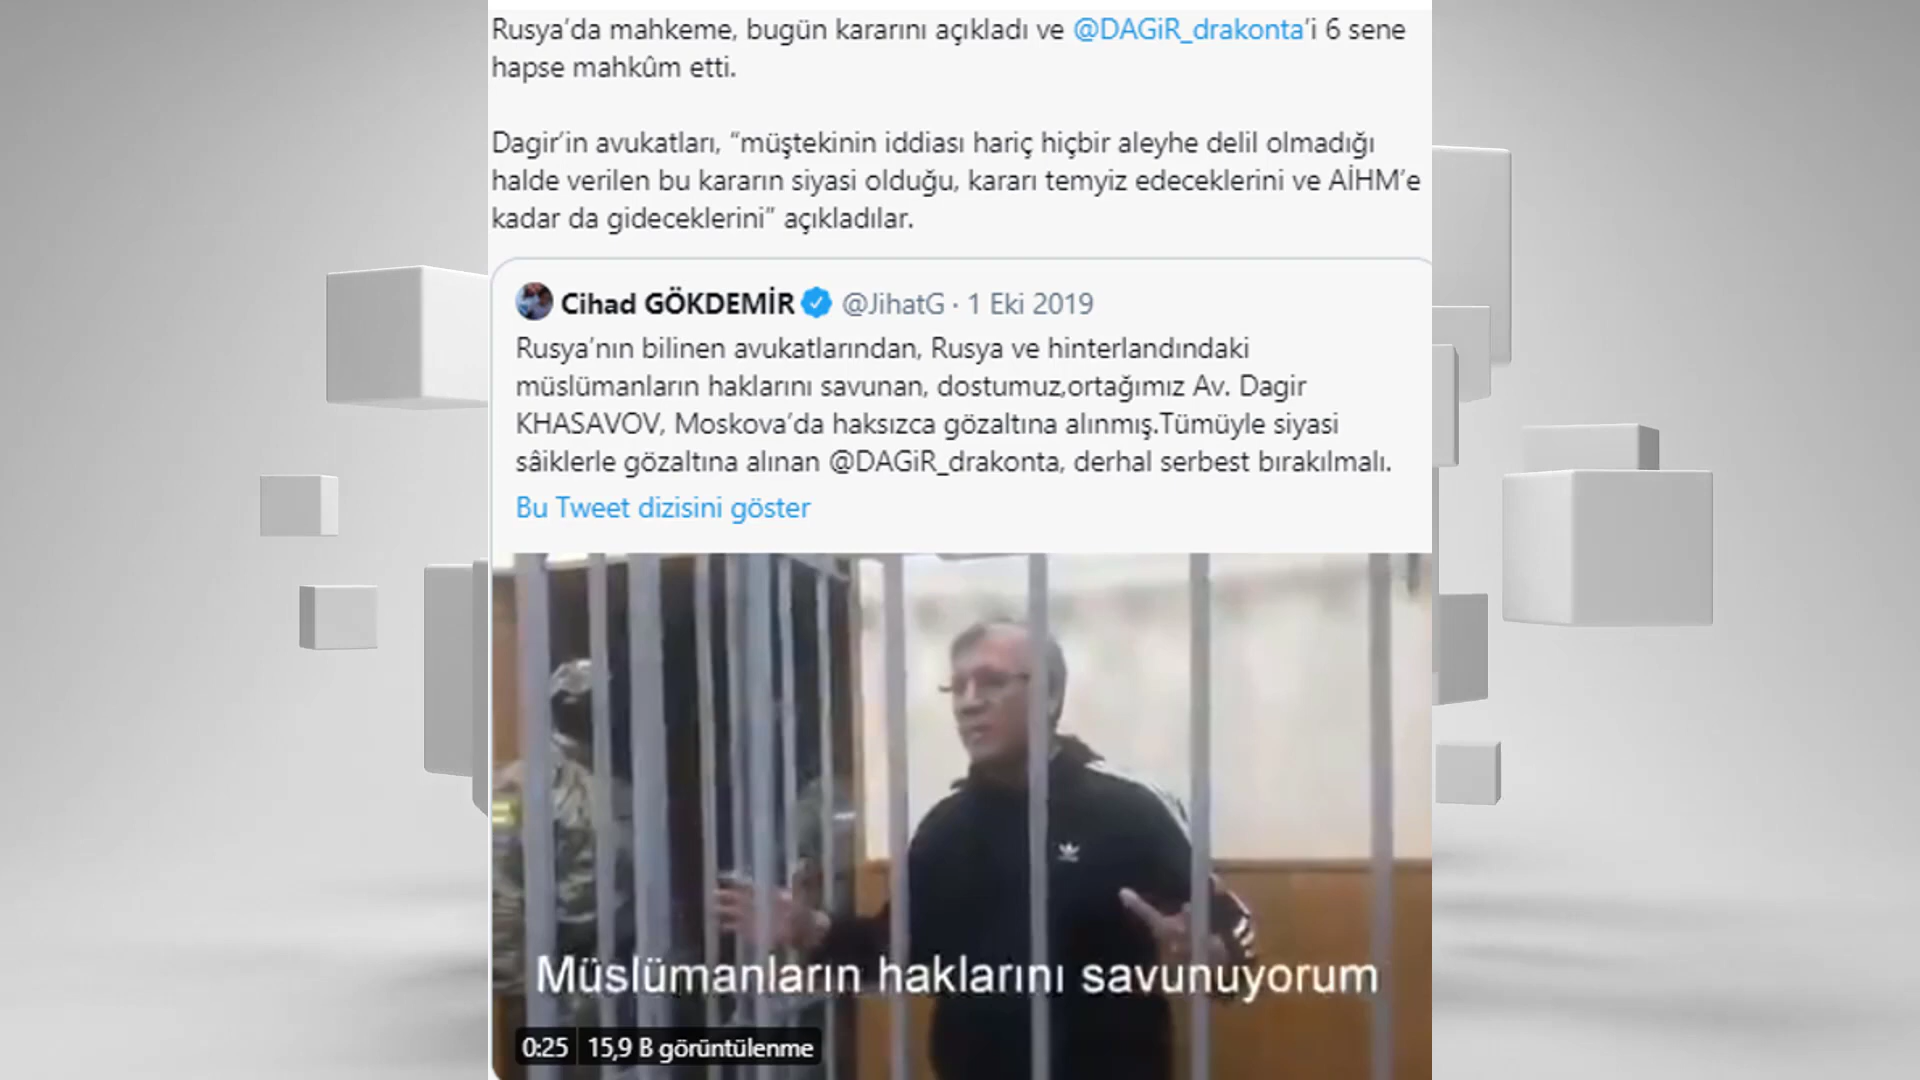 Rusya’da mahkeme, bugün kararını açıkladı ve @DAGiR_drakonta’i 6 sene
hapse mahkûm etti.
Dagir’in avukatları, “müştekinin iddiası hariç hiçbir aleyhe delil olmadığı
halde verilen bu kararın siyasi olduğu, kararı temyiz edeceklerini ve AİHM’e
kadar da gideceklerini” açıkladılar.
Cihad GÖKDEMİR @JihatG · 1 Eki 2019
Rusya’nın bilinen avukatlarından, Rusya ve hinterlandındaki
müslümanların haklarını savunan, dostumuz,ortağımız Av. Dagir
KHASAVOV, Moskova’da haksızca gözaltına alınmış.Tümüyle siyasi
sâiklerle gözaltına alınan @DAGiR_drakonta, derhal serbest bırakılmalı.
Bu Tweet dizisini göster
Müslümanların haklarını savunuyorum
0:25 15,9 B görüntülenme